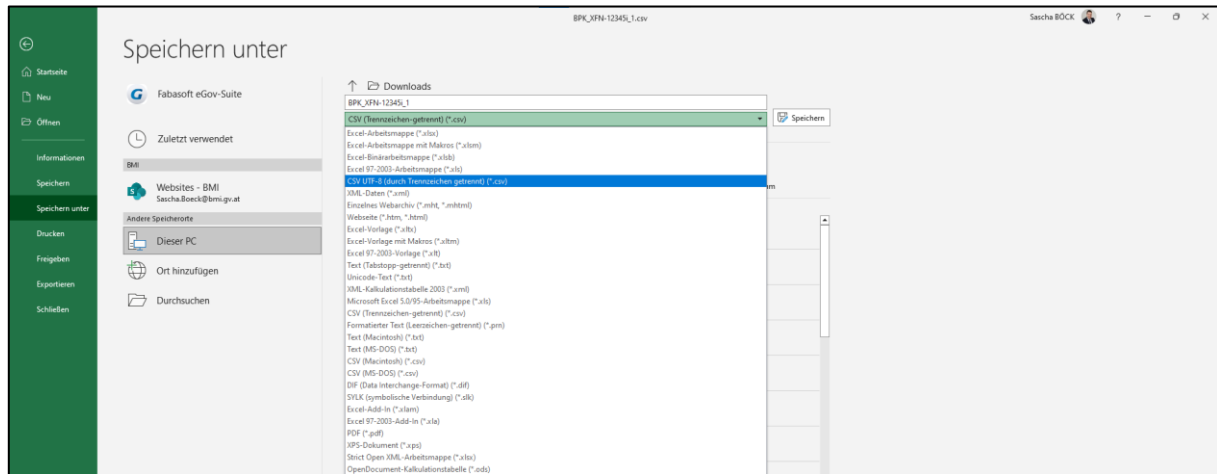 BPK_XFN-12345i_1.csv
Sascha BÖCK
?
Speichern unter
Startseite
Neu
Öffnen
Informationen
Speichern
Speichern unter
Drucken
Freigeben
Exportieren
Schließen
Fabasoft eGov-Suite
Zuletzt verwendet
BMI
Websites - BMI
Sascha.Boeck@bmi.gv.at
Andere Speicherorte
Dieser PC
Ort hinzufügen
Durchsuchen
Downloads
BPK_XFN-12345i_1
CSV (Trennzeichen-getrennt) (*.csv)
Speichern
Excel-Arbeitsmappe (*.xlsx)
Excel-Arbeitsmappe mit Makros (*.xlsm)
Excel-Binärarbeitsmappe (*.xlsb)
Excel 97-2003-Arbeitsmappe (*.xls)
CSV UTF-8 (durch Trennzeichen getrennt) (*.csv)
XML-Daten (*.xml)
Einzelnes Webarchiv (*.mht, *.mhtml)
Webseite (*.htm, *.html)
Excel-Vorlage (*.xltx)
Excel-Vorlage mit Makros (*.xltm)
Excel 97-2003-Vorlage (*.xlt)
Text (Tabstopp-getrennt) (*.txt)
Unicode-Text (*.txt)
XML-Kalkulationstabelle 2003 (*.xml)
Microsoft Excel 5.0/95-Arbeitsmappe (*.xls)
CSV (Trennzeichen-getrennt) (*.csv)
Formatierter Text (Leerzeichen-getrennt) (*.prn)
Text (Macintosh) (*.txt)
Text (MS-DOS) (*.txt)
CSV (Macintosh) (*.csv)
CSV (MS-DOS) (*.csv)
DIF (Data Interchange-Format) (*.dif)
SYLK (symbolische Verbindung) (*.slk)
Excel-Add-In (*.xlam)
Excel 97-2003-Add-In (*.xla)
PDF (*.pdf)
XPS-Dokument (*.xps)
Strict Open XML-Arbeitsmappe (*.xlsx)
OpenDocument-Kalkulationstabelle (*.ods)